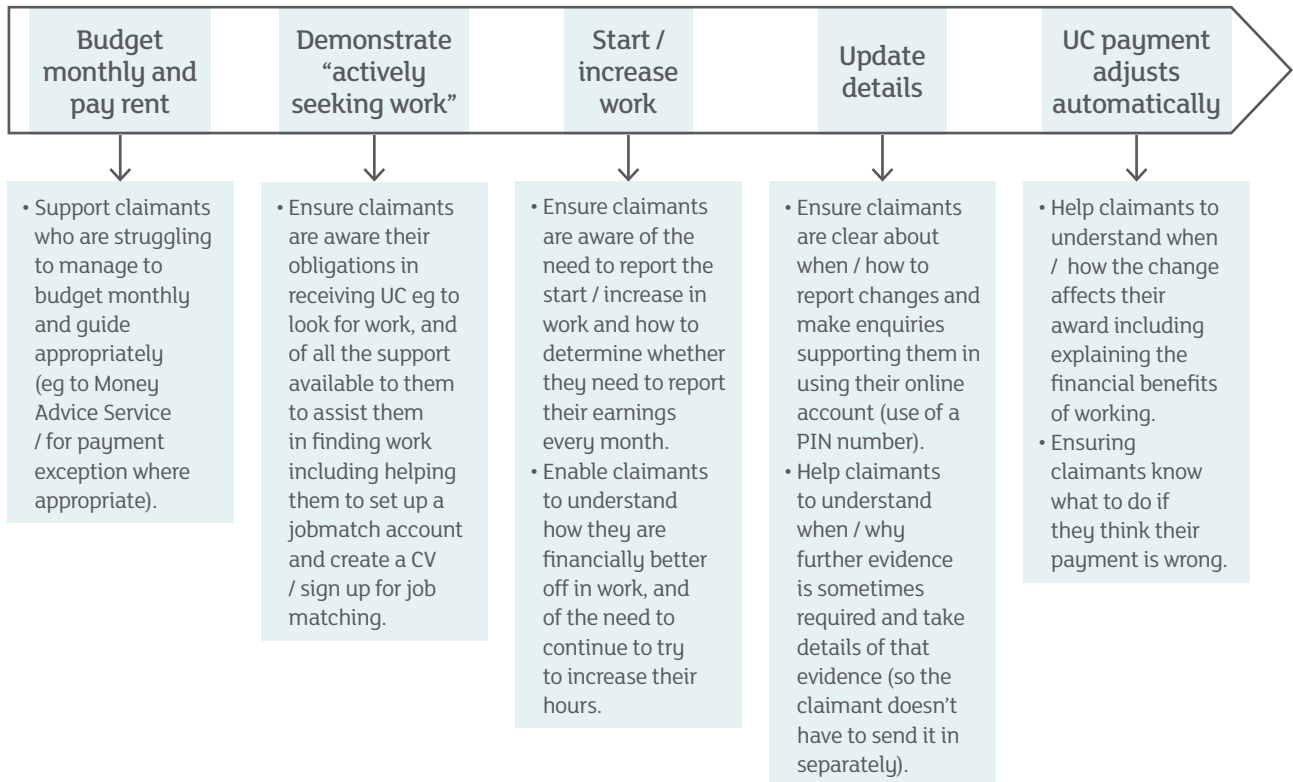 Budget
monthly and
pay rent
Demonstrate
“actively
seeking work”
Start /
increase
work
Update
details
UC payment
adjusts
automatically
• Support claimants
who are struggling
to manage to
budget monthly
and guide
appropriately
(eg to Money
Advice Service
/ for payment
exception where
appropriate).
• Ensure claimants
are aware their
obligations in
receiving UC eg to
look for work, and
of all the support
available to them
to assist them
in finding work
including helping
them to set up a
jobmatch account
and create a CV
/ sign up for job
matching.
• Ensure claimants
are aware of the
need to report the
start / increase in
work and how to
determine whether
they need to report
their earnings
every month.
• Enable claimants
to understand
how they are
financially better
off in work, and
of the need to
continue to try
to increase their
hours.
• Ensure claimants
are clear about
when / how to
report changes and
make enquiries
supporting them in
using their online
account (use of a
PIN number).
• Help claimants
to understand
when / why
further evidence
is sometimes
required and take
details of that
evidence (so the
claimant doesn’t
have to send it in
separately).
• Help claimants to
understand when
/ how the change
affects their
award including
explaining the
financial benefits
of working.
• Ensuring
claimants know
what to do if
they think their
payment is wrong.